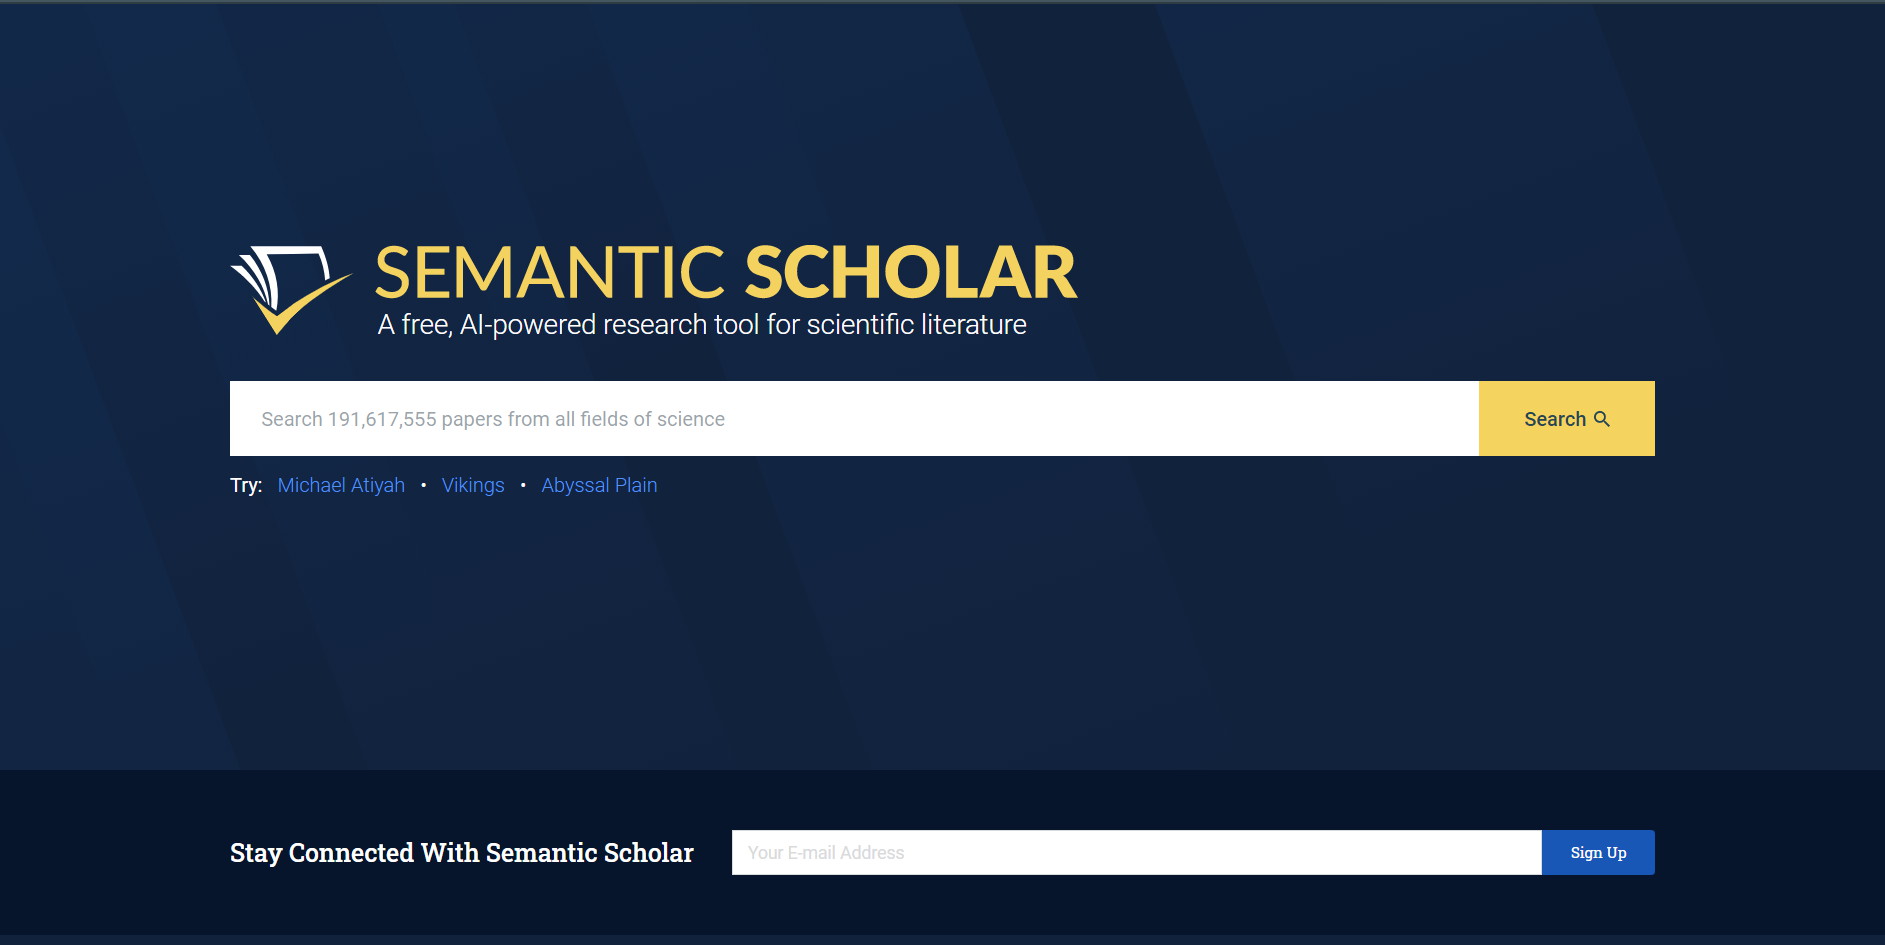 SEMANTIC SCHOLAR
A free, AI-powered research tool for scientific literature
Search 191,617,555 papers from all fields of science
Search
Try: Michael Atiyah • Vikings • Abyssal Plain
Stay Connected With Semantic Scholar
Your E-mail Address
Sign Up